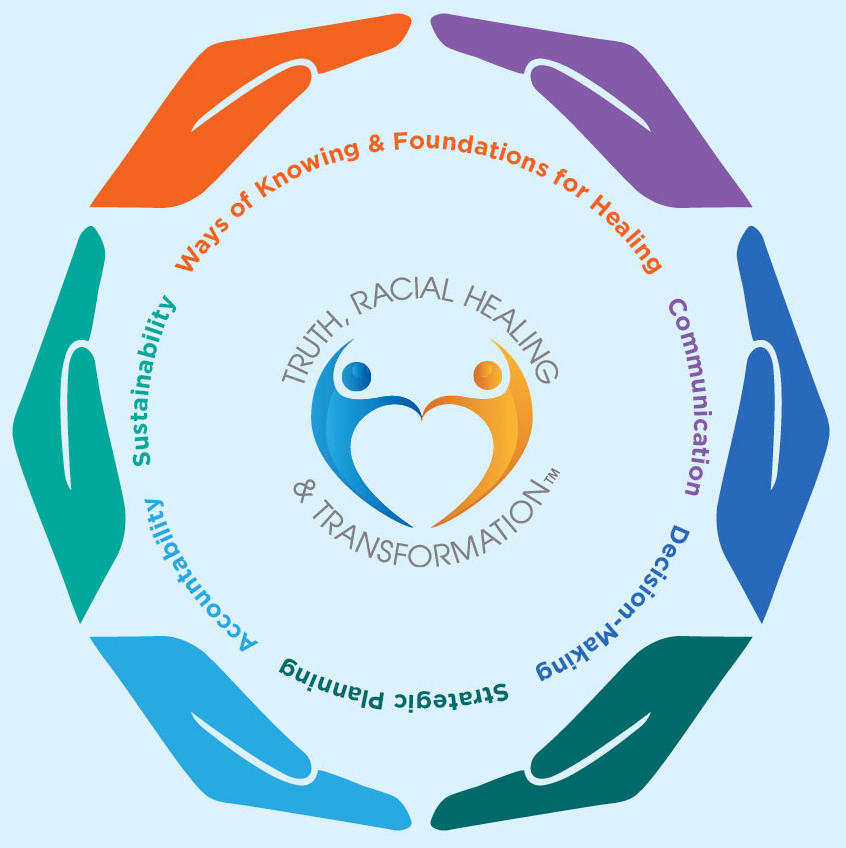 Ways of Knowing & Foundations for Healing
Communication
Decision-Making
Strategic Planning
Accountability
Sustainability
TRUTH, RACIAL HEALING
& TRANSFORMATION™